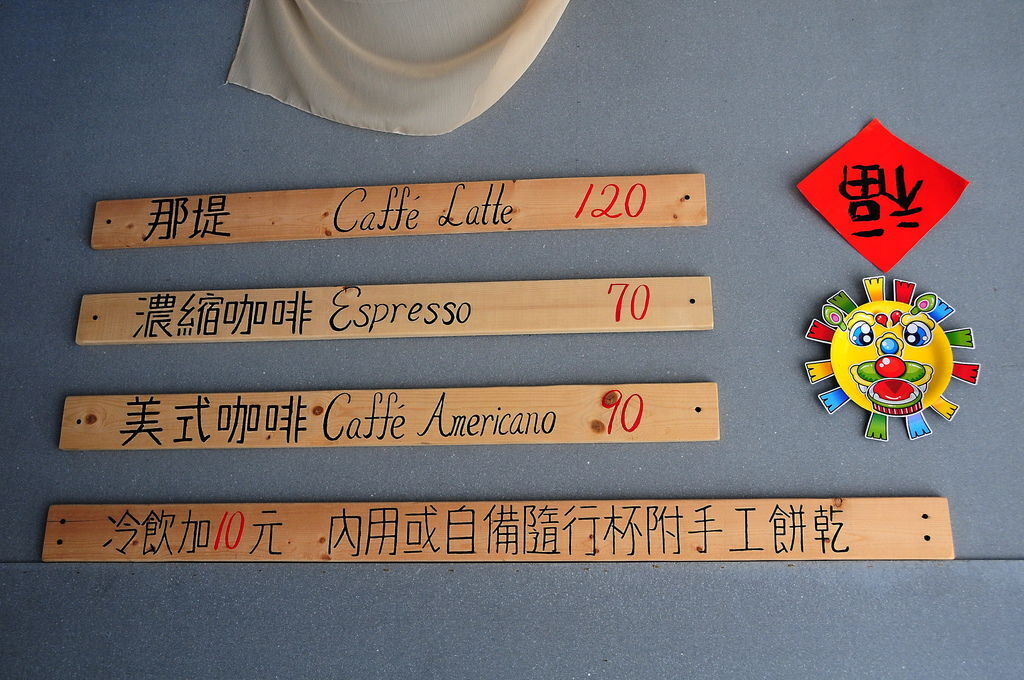 那堤 Caffé Latte 120
濃縮咖啡 Espresso 70
美式咖啡 Caffé Americano 90
冷飲加10元 內用或自備隨行杯附手工餅乾
福